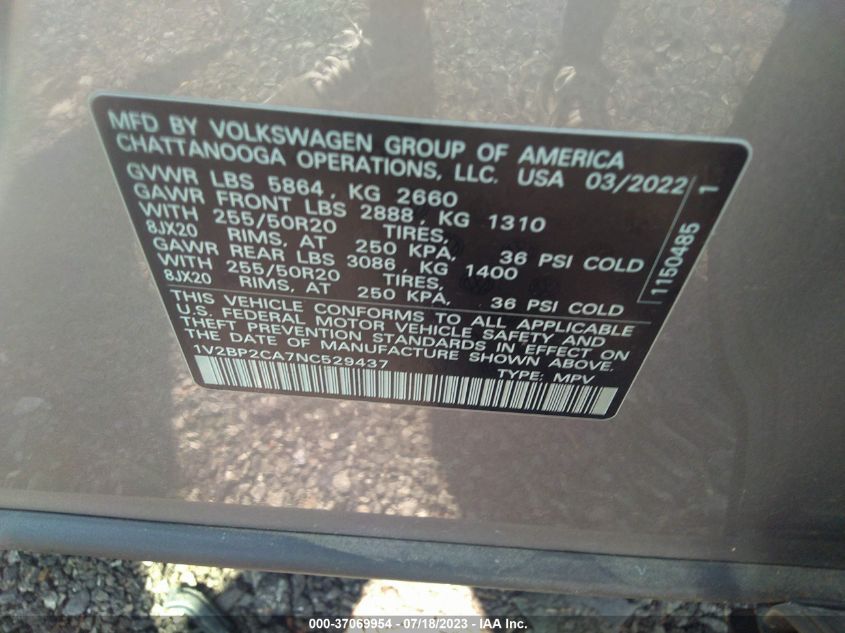 MFD BY VOLKSWAGEN GROUP OF AMERICA
CHATTANOOGA OPERATIONS, LLC. USA 03/2022
GVWR LBS 5864, KG 2660
GAWR FRONT LBS 2888, KG 1310
WITH 255/50R20 TIRES,
8JX20 RIMS, AT 250 KPA, 36 PSI COLD
GAWR REAR LBS 3086, KG 1400
WITH 255/50R20 TIRES,
8JX20 RIMS, AT 250 KPA, 36 PSI COLD
THIS VEHICLE CONFORMS TO ALL APPLICABLE
U.S. FEDERAL MOTOR VEHICLE SAFETY AND
THEFT PREVENTION STANDARDS IN EFFECT ON
THE DATE OF MANUFACTURE SHOWN ABOVE.
1V2BP2CA7NC529437
TYPE: MPV
1150485 1
000-37069954 - 07/18/2023 - IAA Inc.